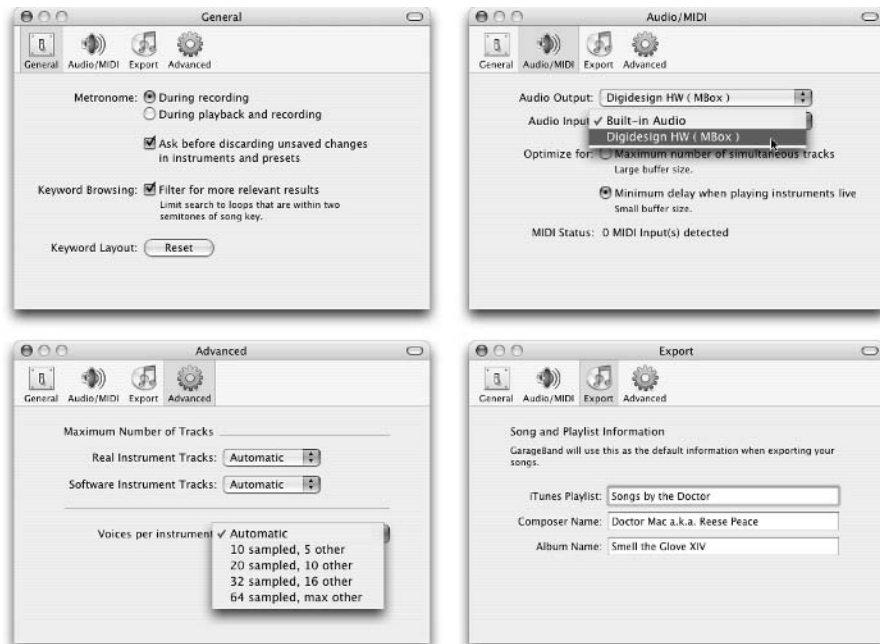 General
General Audio/MIDI Export Advanced
Metronome: During recording
During playback and recording
Ask before discarding unsaved changes
in instruments and presets
Keyword Browsing: Filter for more relevant results
Limit search to loops that are within two
semitones of song key.
Keyword Layout: Reset
Audio/MIDI
General Audio/MIDI Export Advanced
Audio Output: Digidesign HW ( MBox )
Audio Input ✓ Built-in Audio
Digidesign HW ( MBox )
Optimize for: Maximum number of simultaneous tracks
Large buffer size.
Minimum delay when playing instruments live
Small buffer size.
MIDI Status: 0 MIDI Input(s) detected
Advanced
General Audio/MIDI Export Advanced
Maximum Number of Tracks
Real Instrument Tracks: Automatic
Software Instrument Tracks: Automatic
Voices per instrument ✓ Automatic
10 sampled, 5 other
20 sampled, 10 other
32 sampled, 16 other
64 sampled, max other
Export
General Audio/MIDI Export Advanced
Song and Playlist Information
GarageBand will use this as the default information when exporting your
songs.
iTunes Playlist: Songs by the Doctor
Composer Name: Doctor Mac a.k.a. Reese Peace
Album Name: Smell the Glove XIV